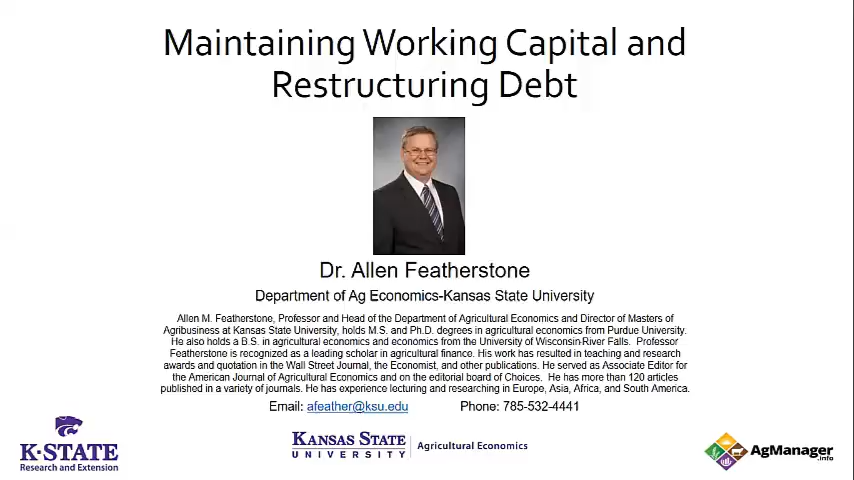 Maintaining Working Capital and
Restructuring Debt
Dr. Allen Featherstone
Department of Ag Economics-Kansas State University
Allen M. Featherstone, Professor and Head of the Department of Agricultural Economics and Director of Masters of
Agribusiness at Kansas State University, holds M.S. and Ph.D. degrees in agricultural economics from Purdue University.
He also holds a B.S. in agricultural economics and economics from the University of Wisconsin-River Falls. Professor
Featherstone is recognized as a leading scholar in agricultural finance. His work has resulted in teaching and research
awards and quotation in the Wall Street Journal, the Economist, and other publications. He served as Associate Editor for
the American Journal of Agricultural Economics and on the editorial board of Choices. He has more than 120 articles
published in a variety of journals. He has experience lecturing and researching in Europe, Asia, Africa, and South America.
Email: afeather@ksu.edu Phone: 785-532-4441
K-STATE
Research and Extension
KANSAS STATE
UNIVERSITY
Agricultural Economics
AgManager
.info